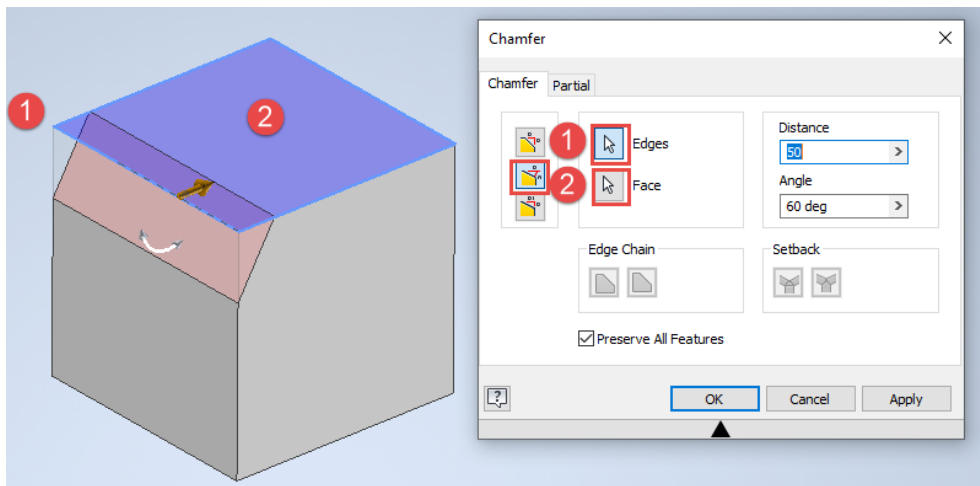 Chamfer
Chamfer Partial
1
2
1 Edges
2 Face
Distance
50
Angle
60 deg
Edge Chain
Setback
Preserve All Features
?
OK Cancel Apply